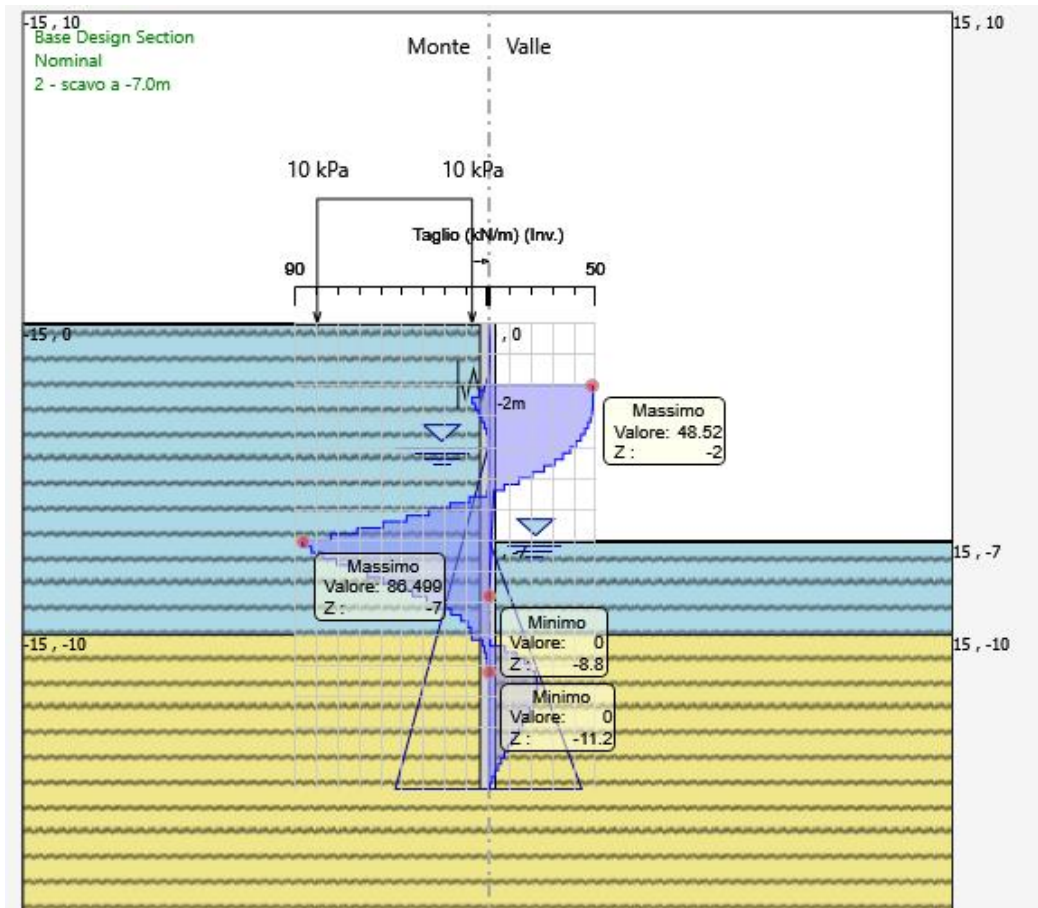 -15 , 10
15 , 10
Base Design Section
Nominal
2 - scavo a -7.0m
Monte
Valle
10 kPa
10 kPa
Taglio (kN/m) (Inv.)
90
50
-15 , 0
, 0
-2m
Massimo
Valore: 48.52
Z : -2
, -7
15 , -7
Massimo
Valore: 86.499
Z : -7
Minimo
Valore: 0
Z : -8.8
-15 , -10
15 , -10
Minimo
Valore: 0
Z : -11.2